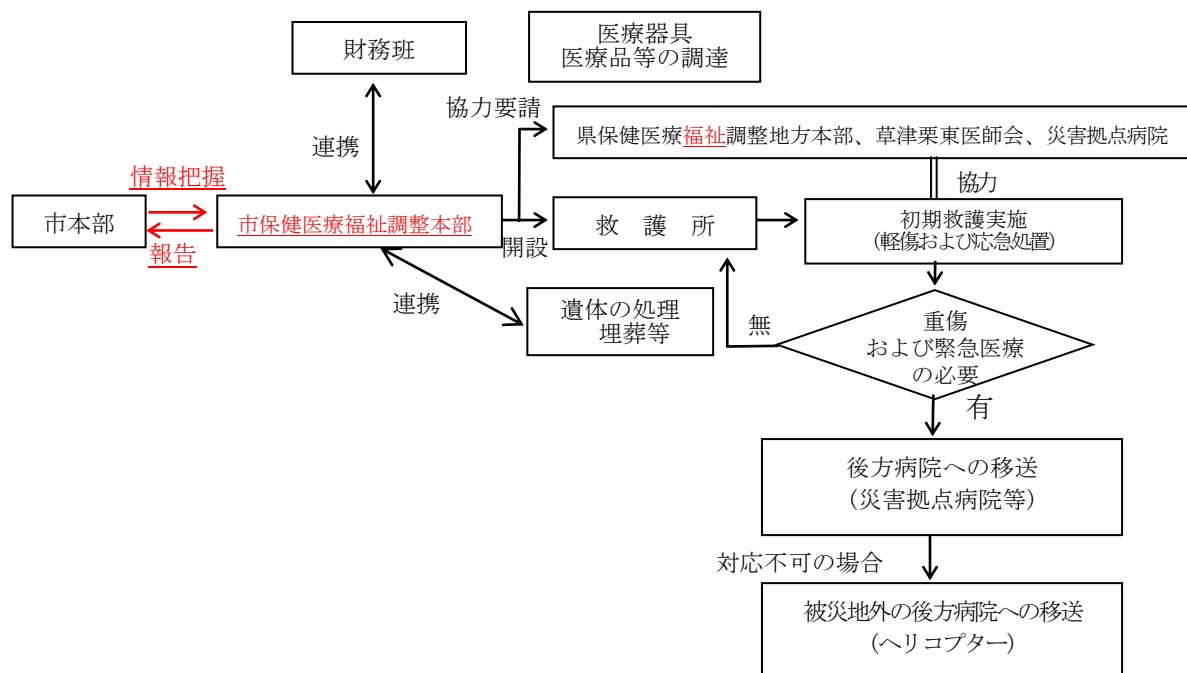 財務班
医療器具
医療品等の調達
協力要請
県保健医療福祉調整地方本部、草津栗東医師会、災害拠点病院
連携
協力
情報把握
市本部
市保健医療福祉調整本部
報告
開設
救 護 所
初期救護実施
(軽傷および応急処置)
連携
遺体の処理
埋葬等
無
重傷
および緊急医療
の必要
有
後方病院への移送
(災害拠点病院等)
対応不可の場合
被災地外の後方病院への移送
(ヘリコプター)